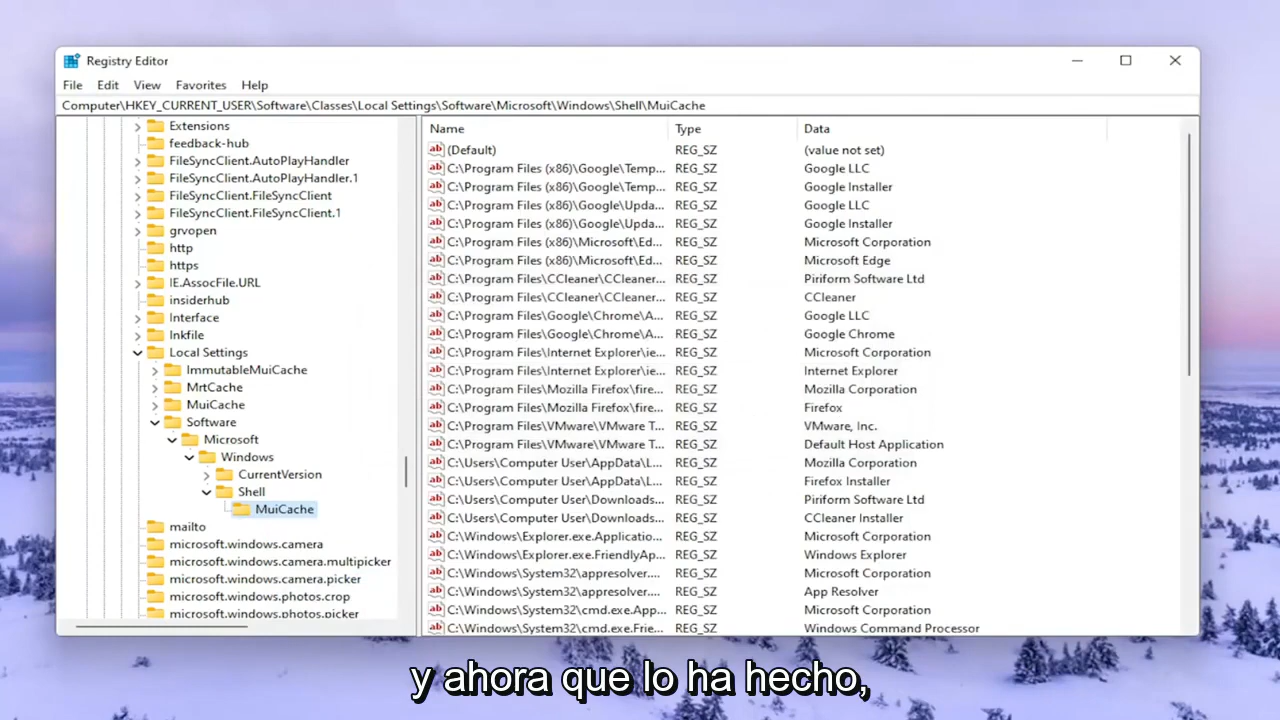 Registry Editor
File Edit View Favorites Help
Computer\HKEY_CURRENT_USER\Software\Classes\Local Settings\Software\Microsoft\Windows\Shell\MuiCache
Extensions
feedback-hub
FileSyncClient.AutoPlayHandler
FileSyncClient.AutoPlayHandler.1
FileSyncClient.FileSyncClient
FileSyncClient.FileSyncClient.1
grvopen
http
https
IE.AssocFile.URL
insiderhub
Interface
lnkfile
Local Settings
ImmutableMuiCache
MrtCache
MuiCache
Software
Microsoft
Windows
CurrentVersion
Shell
MuiCache
mailto
microsoft.windows.camera
microsoft.windows.camera.multipicker
microsoft.windows.camera.picker
microsoft.windows.photos.crop
microsoft.windows.photos.picker
Name Type Data
(Default) REG_SZ (value not set)
C:\Program Files (x86)\Google\Temp... REG_SZ Google LLC
C:\Program Files (x86)\Google\Temp... REG_SZ Google Installer
C:\Program Files (x86)\Google\Upda... REG_SZ Google LLC
C:\Program Files (x86)\Google\Upda... REG_SZ Google Installer
C:\Program Files (x86)\Microsoft\Ed... REG_SZ Microsoft Corporation
C:\Program Files (x86)\Microsoft\Ed... REG_SZ Microsoft Edge
C:\Program Files\CCleaner\CCleaner... REG_SZ Piriform Software Ltd
C:\Program Files\CCleaner\CCleaner... REG_SZ CCleaner
C:\Program Files\Google\Chrome\A... REG_SZ Google LLC
C:\Program Files\Google\Chrome\A... REG_SZ Google Chrome
C:\Program Files\Internet Explorer\ie... REG_SZ Microsoft Corporation
C:\Program Files\Internet Explorer\ie... REG_SZ Internet Explorer
C:\Program Files\Mozilla Firefox\fire... REG_SZ Mozilla Corporation
C:\Program Files\Mozilla Firefox\fire... REG_SZ Firefox
C:\Program Files\VMware\VMware T... REG_SZ VMware, Inc.
C:\Program Files\VMware\VMware T... REG_SZ Default Host Application
C:\Users\Computer User\AppData\L... REG_SZ Mozilla Corporation
C:\Users\Computer User\AppData\L... REG_SZ Firefox Installer
C:\Users\Computer User\Downloads... REG_SZ Piriform Software Ltd
C:\Users\Computer User\Downloads... REG_SZ CCleaner Installer
C:\Windows\Explorer.exe.Applicatio... REG_SZ Microsoft Corporation
C:\Windows\Explorer.exe.FriendlyAp... REG_SZ Windows Explorer
C:\Windows\System32\appresolver.... REG_SZ Microsoft Corporation
C:\Windows\System32\appresolver.... REG_SZ App Resolver
C:\Windows\System32\cmd.exe.App... REG_SZ Microsoft Corporation
C:\Windows\System32\cmd.exe.Frie... REG_SZ Windows Command Processor
y ahora que lo ha hecho,